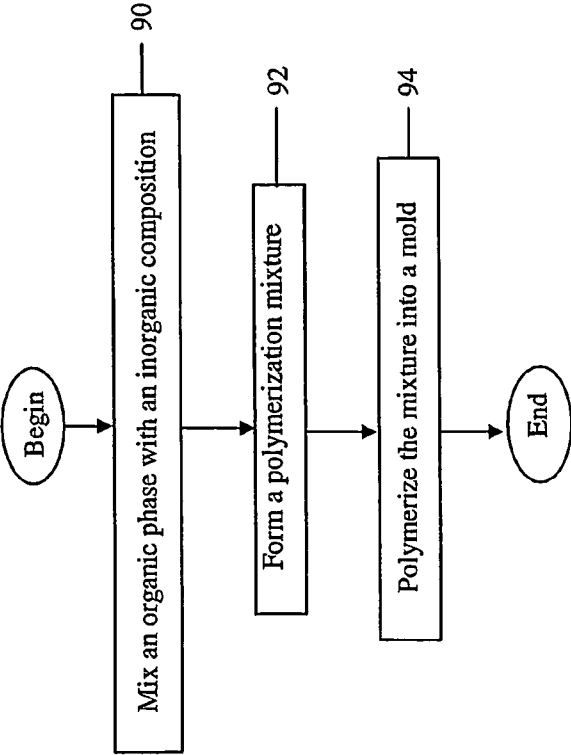 Begin
Mix an organic phase with an inorganic composition
90
Form a polymerization mixture
92
Polymerize the mixture into a mold
94
End